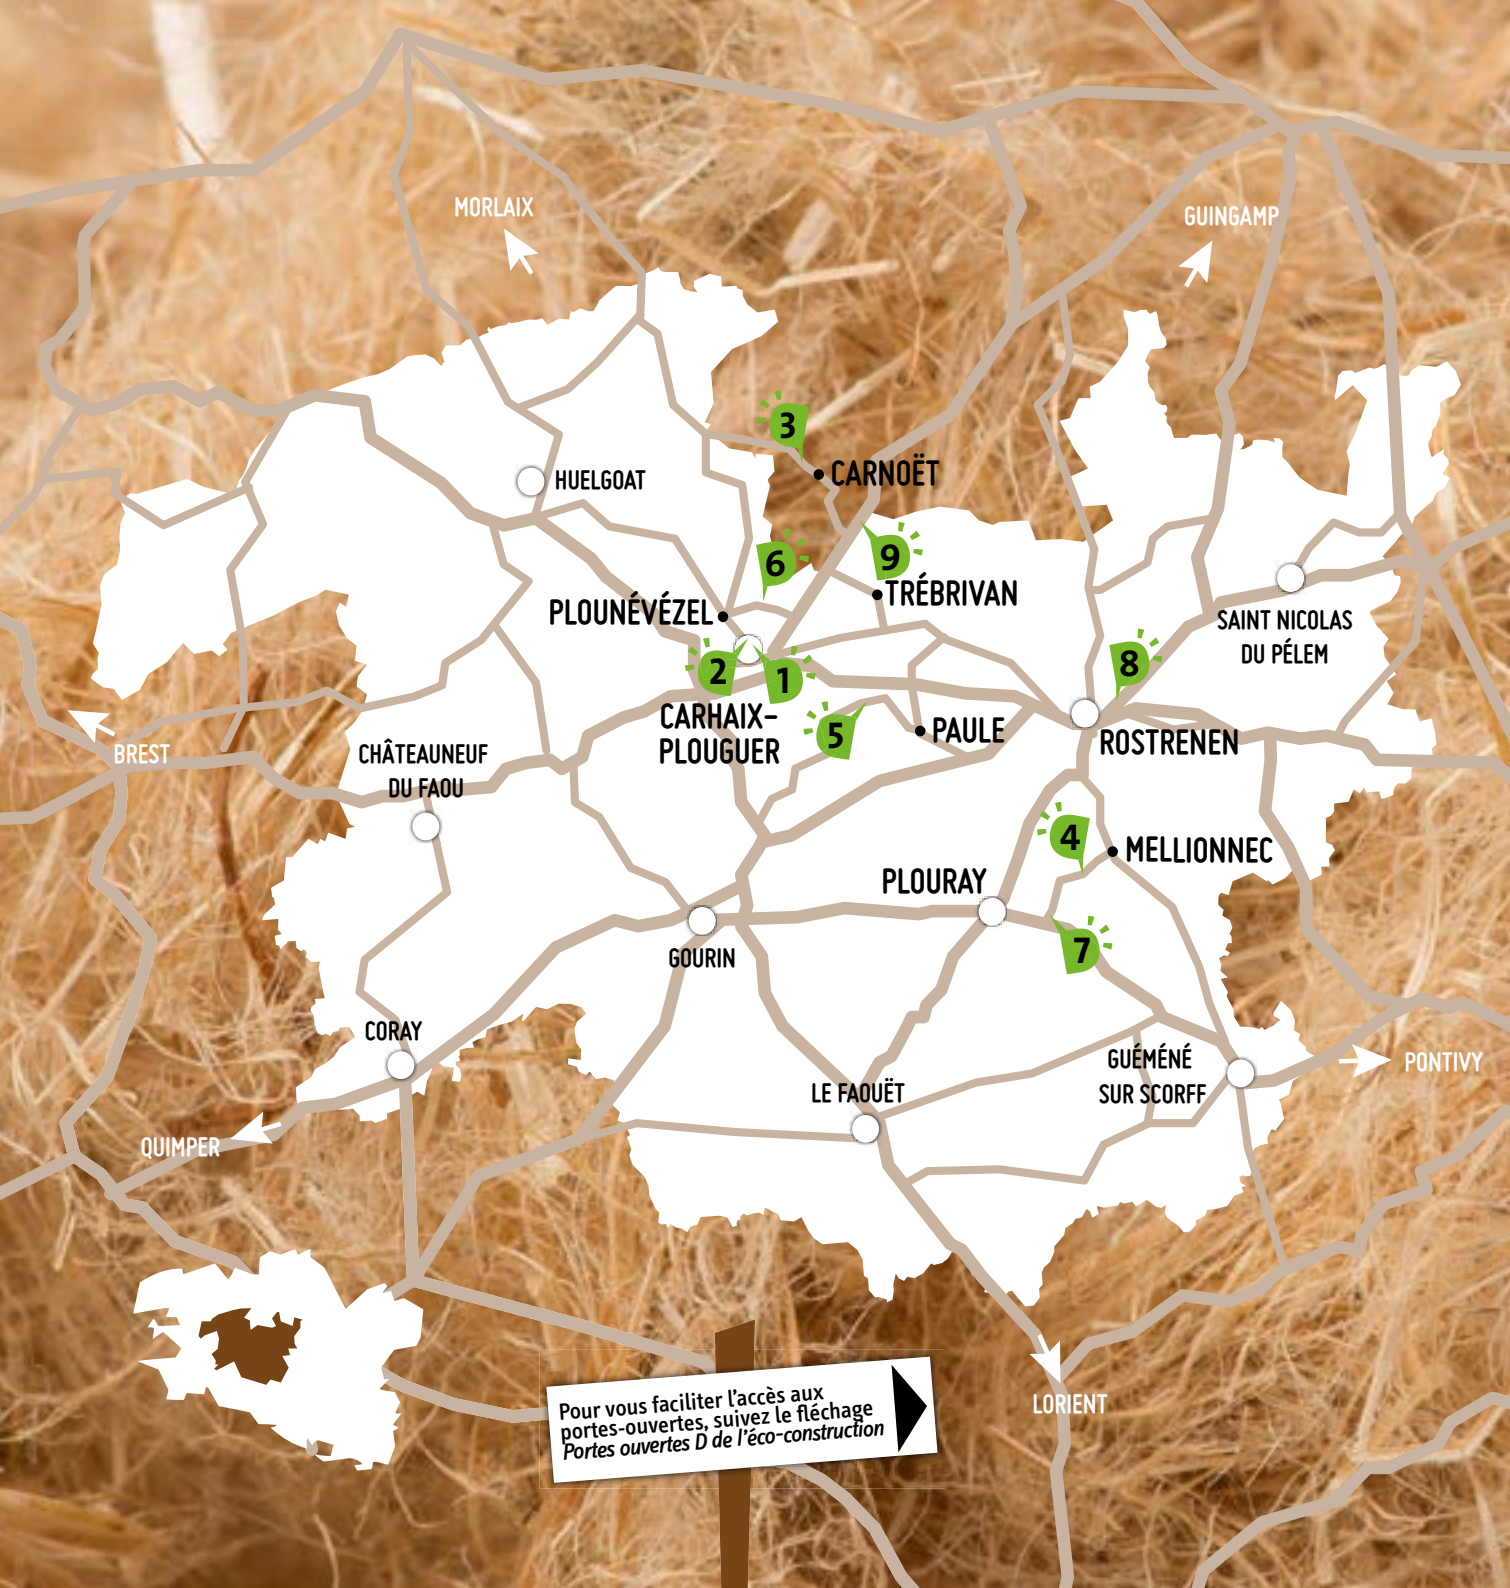 MORLAIX
GUINGAMP
3
CARNOËT
HUELGOAT
6
9
TRÉBRIVAN
PLOUNÉVÉZEL
SAINT NICOLAS
DU PÉLEM
2
1
8
CARHAIX-
PLOUGUER
5
PAULE
ROSTRENEN
BREST
CHÂTEAUNEUF
DU FAOU
4
MELLIONNEC
PLOURAY
GOURIN
7
CORAY
GUÉMÉNÉ
SUR SCORFF
PONTIVY
LE FAOUËT
QUIMPER
Pour vous faciliter l'accès aux
portes-ouvertes, suivez le fléchage
Portes ouvertes D de l'éco-construction
LORIENT